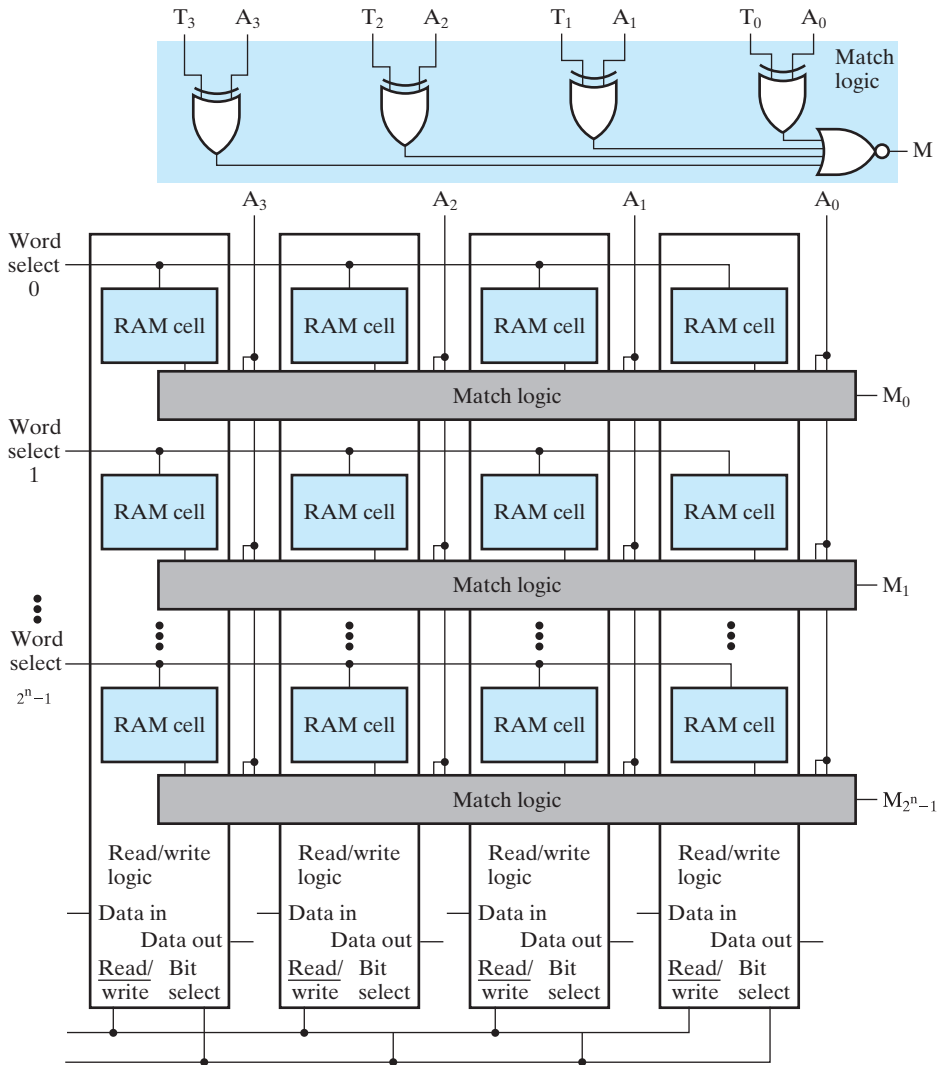 T₃ A₃ T₂ A₂ T₁ A₁ T₀ A₀
Match
logic
M
A₃ A₂ A₁ A₀
Word
select
0
RAM cell RAM cell RAM cell RAM cell
Match logic M₀
Word
select
1
RAM cell RAM cell RAM cell RAM cell
Match logic M₁
Word
select
2ⁿ−1
RAM cell RAM cell RAM cell RAM cell
Match logic M₂ⁿ₋₁
Read/write Read/write Read/write Read/write
logic logic logic logic
Data in Data in Data in Data in
Data out Data out Data out Data out
Read/ Bit Read/ Bit Read/ Bit Read/ Bit
write select write select write select write select